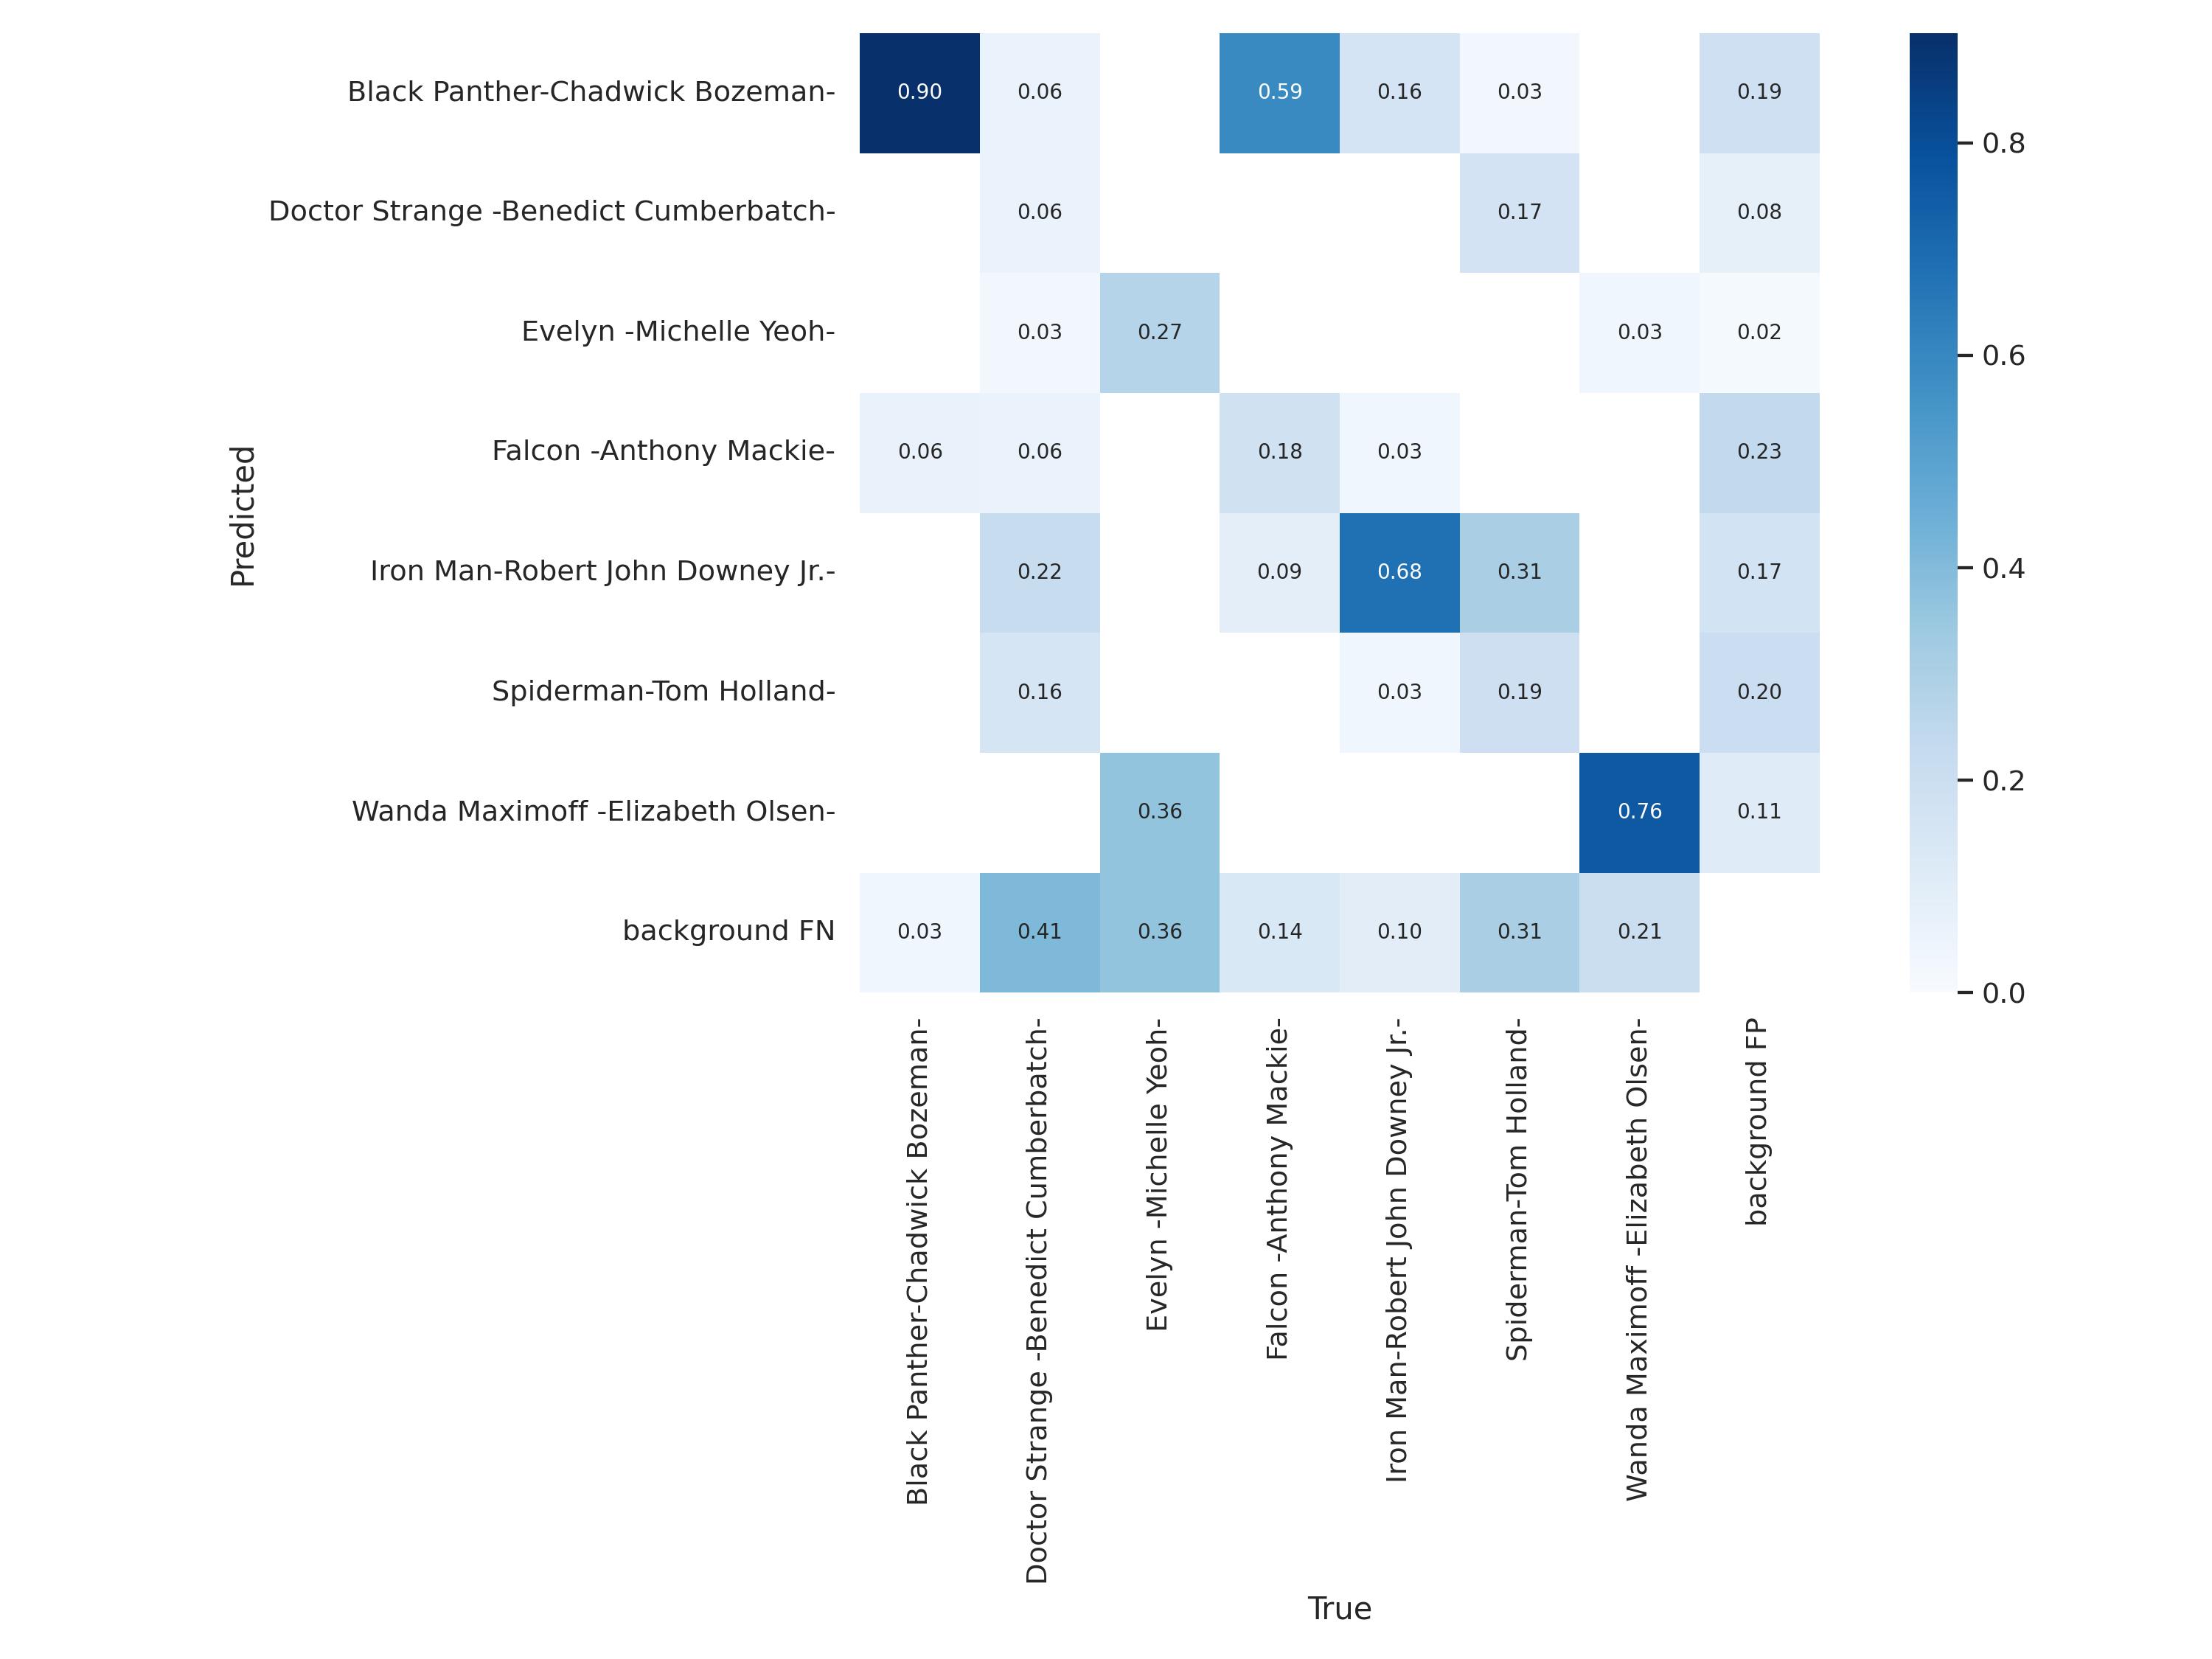 Predicted
Black Panther-Chadwick Bozeman- 0.90 0.06 0.59 0.16 0.03 0.19
Doctor Strange -Benedict Cumberbatch- 0.06 0.17 0.08
Evelyn -Michelle Yeoh- 0.03 0.27 0.03 0.02
Falcon -Anthony Mackie- 0.06 0.06 0.18 0.03 0.23
Iron Man-Robert John Downey Jr.- 0.22 0.09 0.68 0.31 0.17
Spiderman-Tom Holland- 0.16 0.03 0.19 0.20
Wanda Maximoff -Elizabeth Olsen- 0.36 0.76 0.11
background FN 0.03 0.41 0.36 0.14 0.10 0.31 0.21
Black Panther-Chadwick Bozeman-
Doctor Strange -Benedict Cumberbatch-
Evelyn -Michelle Yeoh-
Falcon -Anthony Mackie-
Iron Man-Robert John Downey Jr.-
Spiderman-Tom Holland-
Wanda Maximoff -Elizabeth Olsen-
background FP
True
0.8
0.6
0.4
0.2
0.0